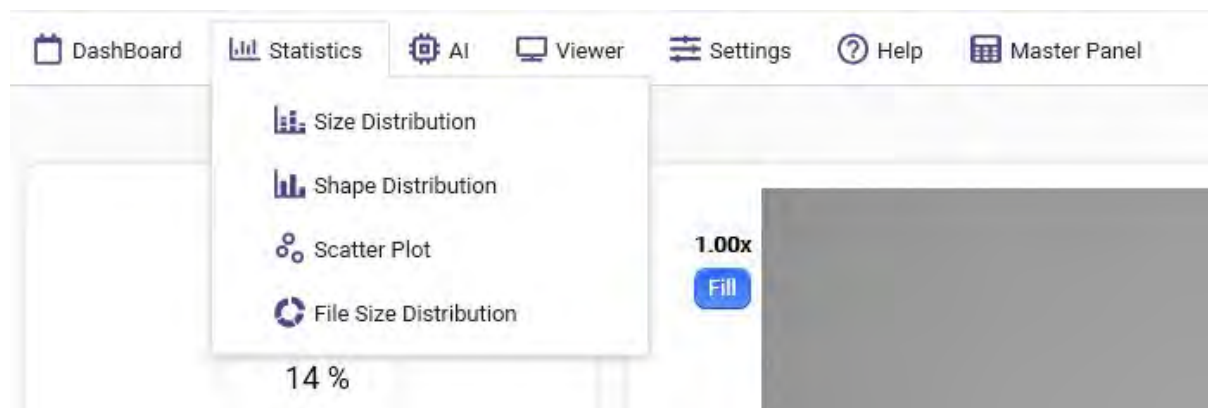 DashBoard Statistics AI Viewer Settings Help Master Panel
Size Distribution
Shape Distribution
Scatter Plot
File Size Distribution
1.00x
Fill
14 %